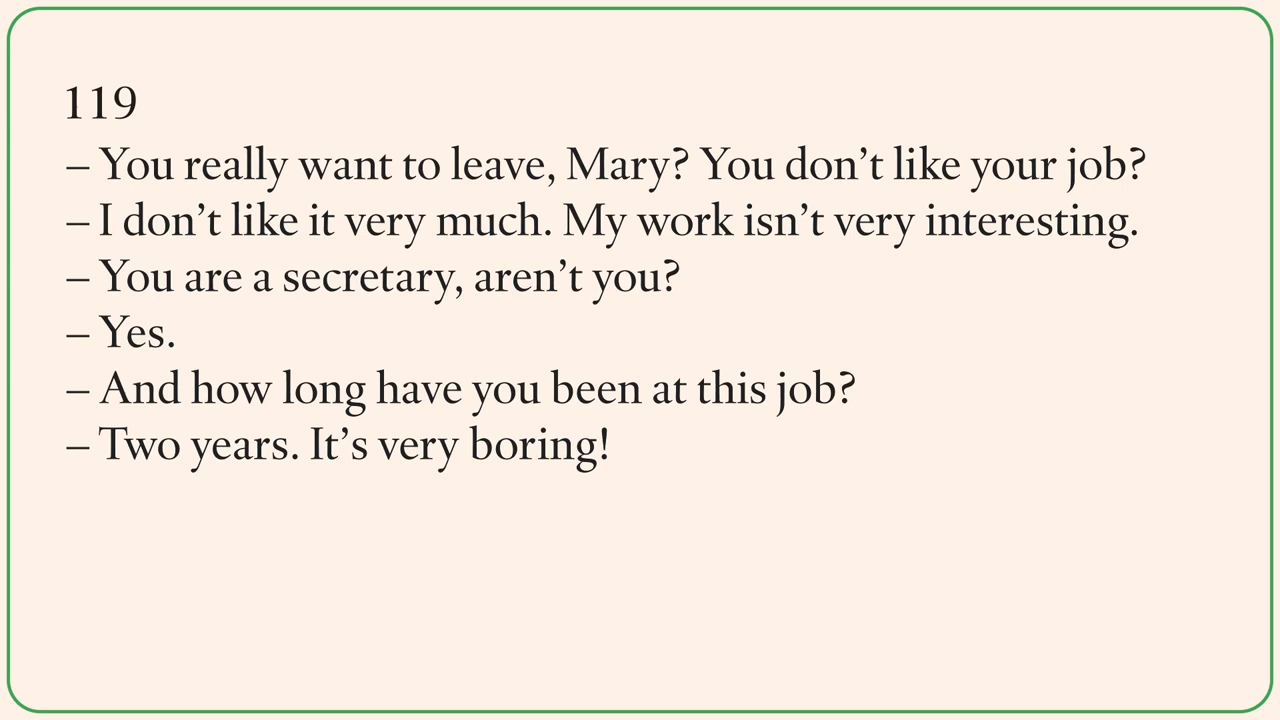 119
– You really want to leave, Mary? You don’t like your job?
– I don’t like it very much. My work isn’t very interesting.
– You are a secretary, aren’t you?
– Yes.
– And how long have you been at this job?
– Two years. It’s very boring!